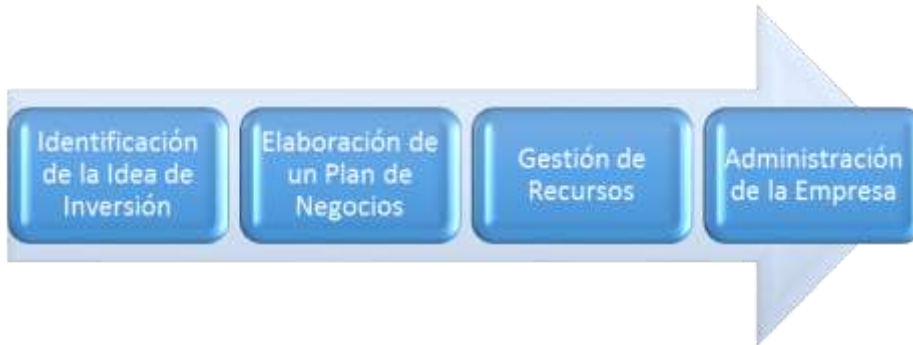 Identificación
de la Idea de
Inversión
Elaboración de
un Plan de
Negocios
Gestión de
Recursos
Administración
de la Empresa